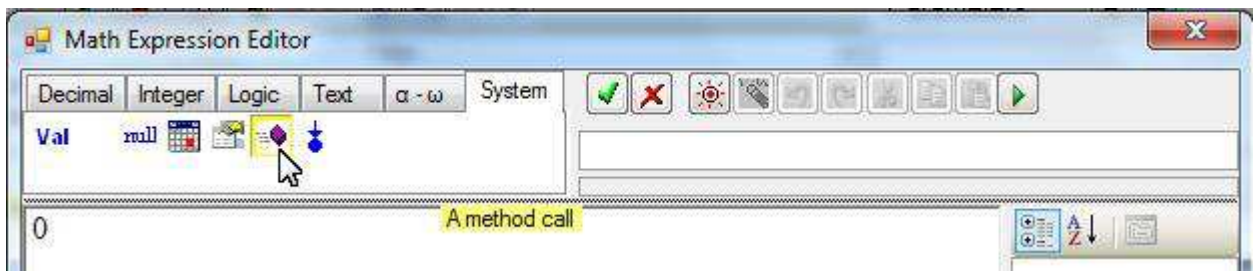 Math Expression Editor
Decimal Integer Logic Text α - ω System
Val null
A method call
0
A Z